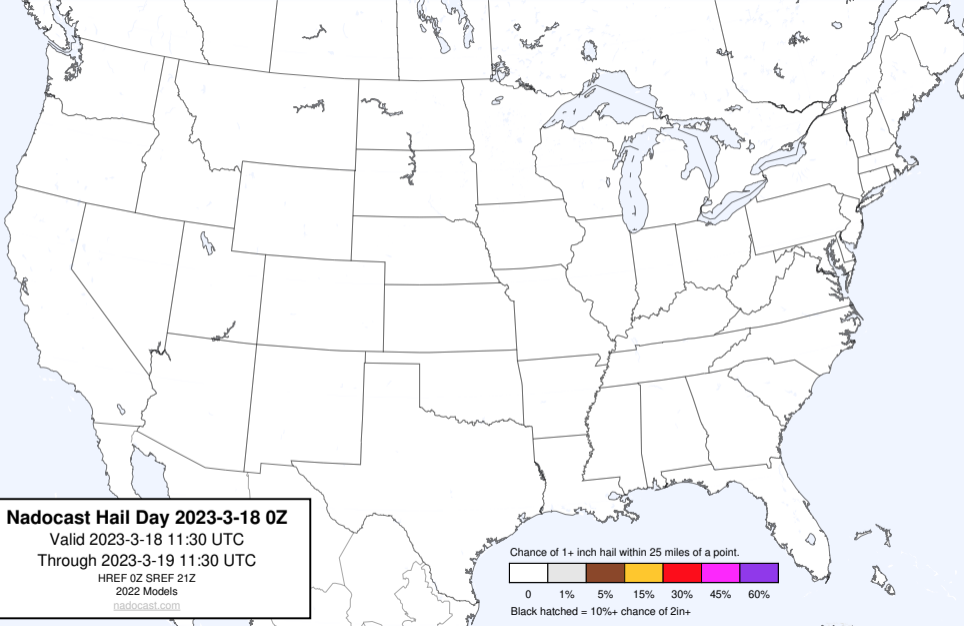 Nadocast Hail Day 2023-3-18 0Z
Valid 2023-3-18 11:30 UTC
Through 2023-3-19 11:30 UTC
HREF 0Z SREF 21Z
2022 Models
nadocast.com
Chance of 1+ inch hail within 25 miles of a point.
0 1% 5% 15% 30% 45% 60%
Black hatched = 10%+ chance of 2in+